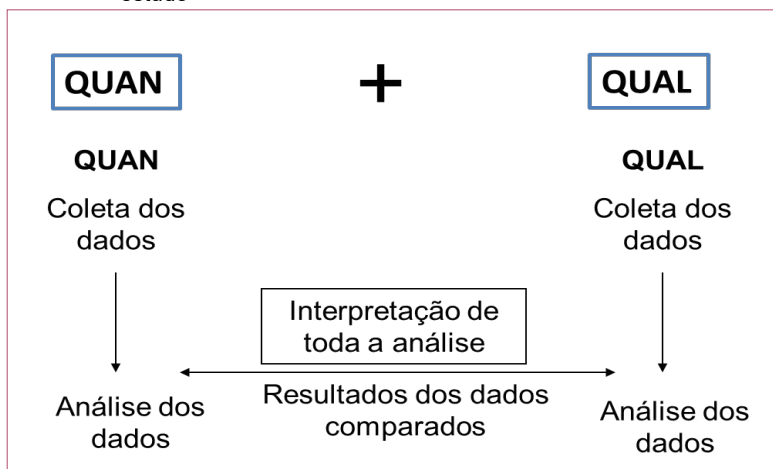 estudo
QUAN + QUAL
QUAN QUAL
Coleta dos
dados
Coleta dos
dados
Interpretação de
toda a análise
Resultados dos dados
comparados
Análise dos
dados
Análise dos
dados